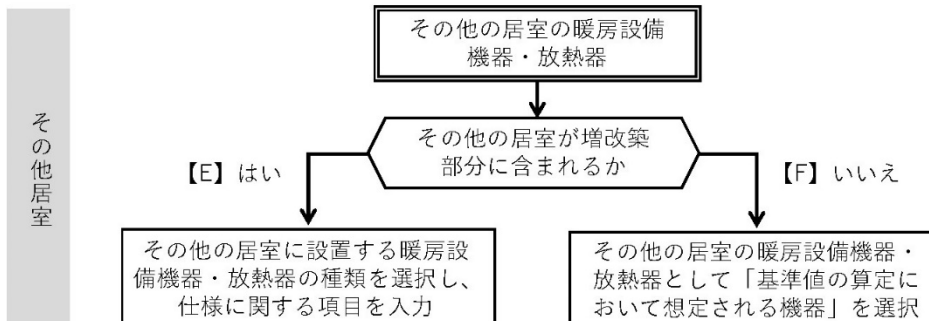 その他居室
その他の居室の暖房設備
機器・放熱器
その他の居室が増改築
部分に含まれるか
【E】はい
【F】いいえ
その他の居室に設置する暖房設
備機器・放熱器の種類を選択し、
仕様に関する項目を入力
その他の居室の暖房設備機器・
放熱器として「基準値の算定に
おいて想定される機器」を選択